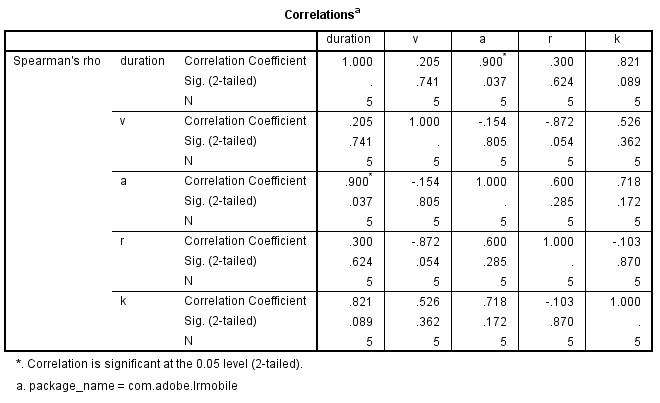 Correlationsa
duration v a r k
Spearman's rho duration Correlation Coefficient 1.000 .205 .900* .300 .821
Sig. (2-tailed) . .741 .037 .624 .089
N 5 5 5 5 5
v Correlation Coefficient .205 1.000 -.154 -.872 .526
Sig. (2-tailed) .741 . .805 .054 .362
N 5 5 5 5 5
a Correlation Coefficient .900* -.154 1.000 .600 .718
Sig. (2-tailed) .037 .805 . .285 .172
N 5 5 5 5 5
r Correlation Coefficient .300 -.872 .600 1.000 -.103
Sig. (2-tailed) .624 .054 .285 . .870
N 5 5 5 5 5
k Correlation Coefficient .821 .526 .718 -.103 1.000
Sig. (2-tailed) .089 .362 .172 .870 .
N 5 5 5 5 5
*. Correlation is significant at the 0.05 level (2-tailed).
a. package_name = com.adobe.lrmobile